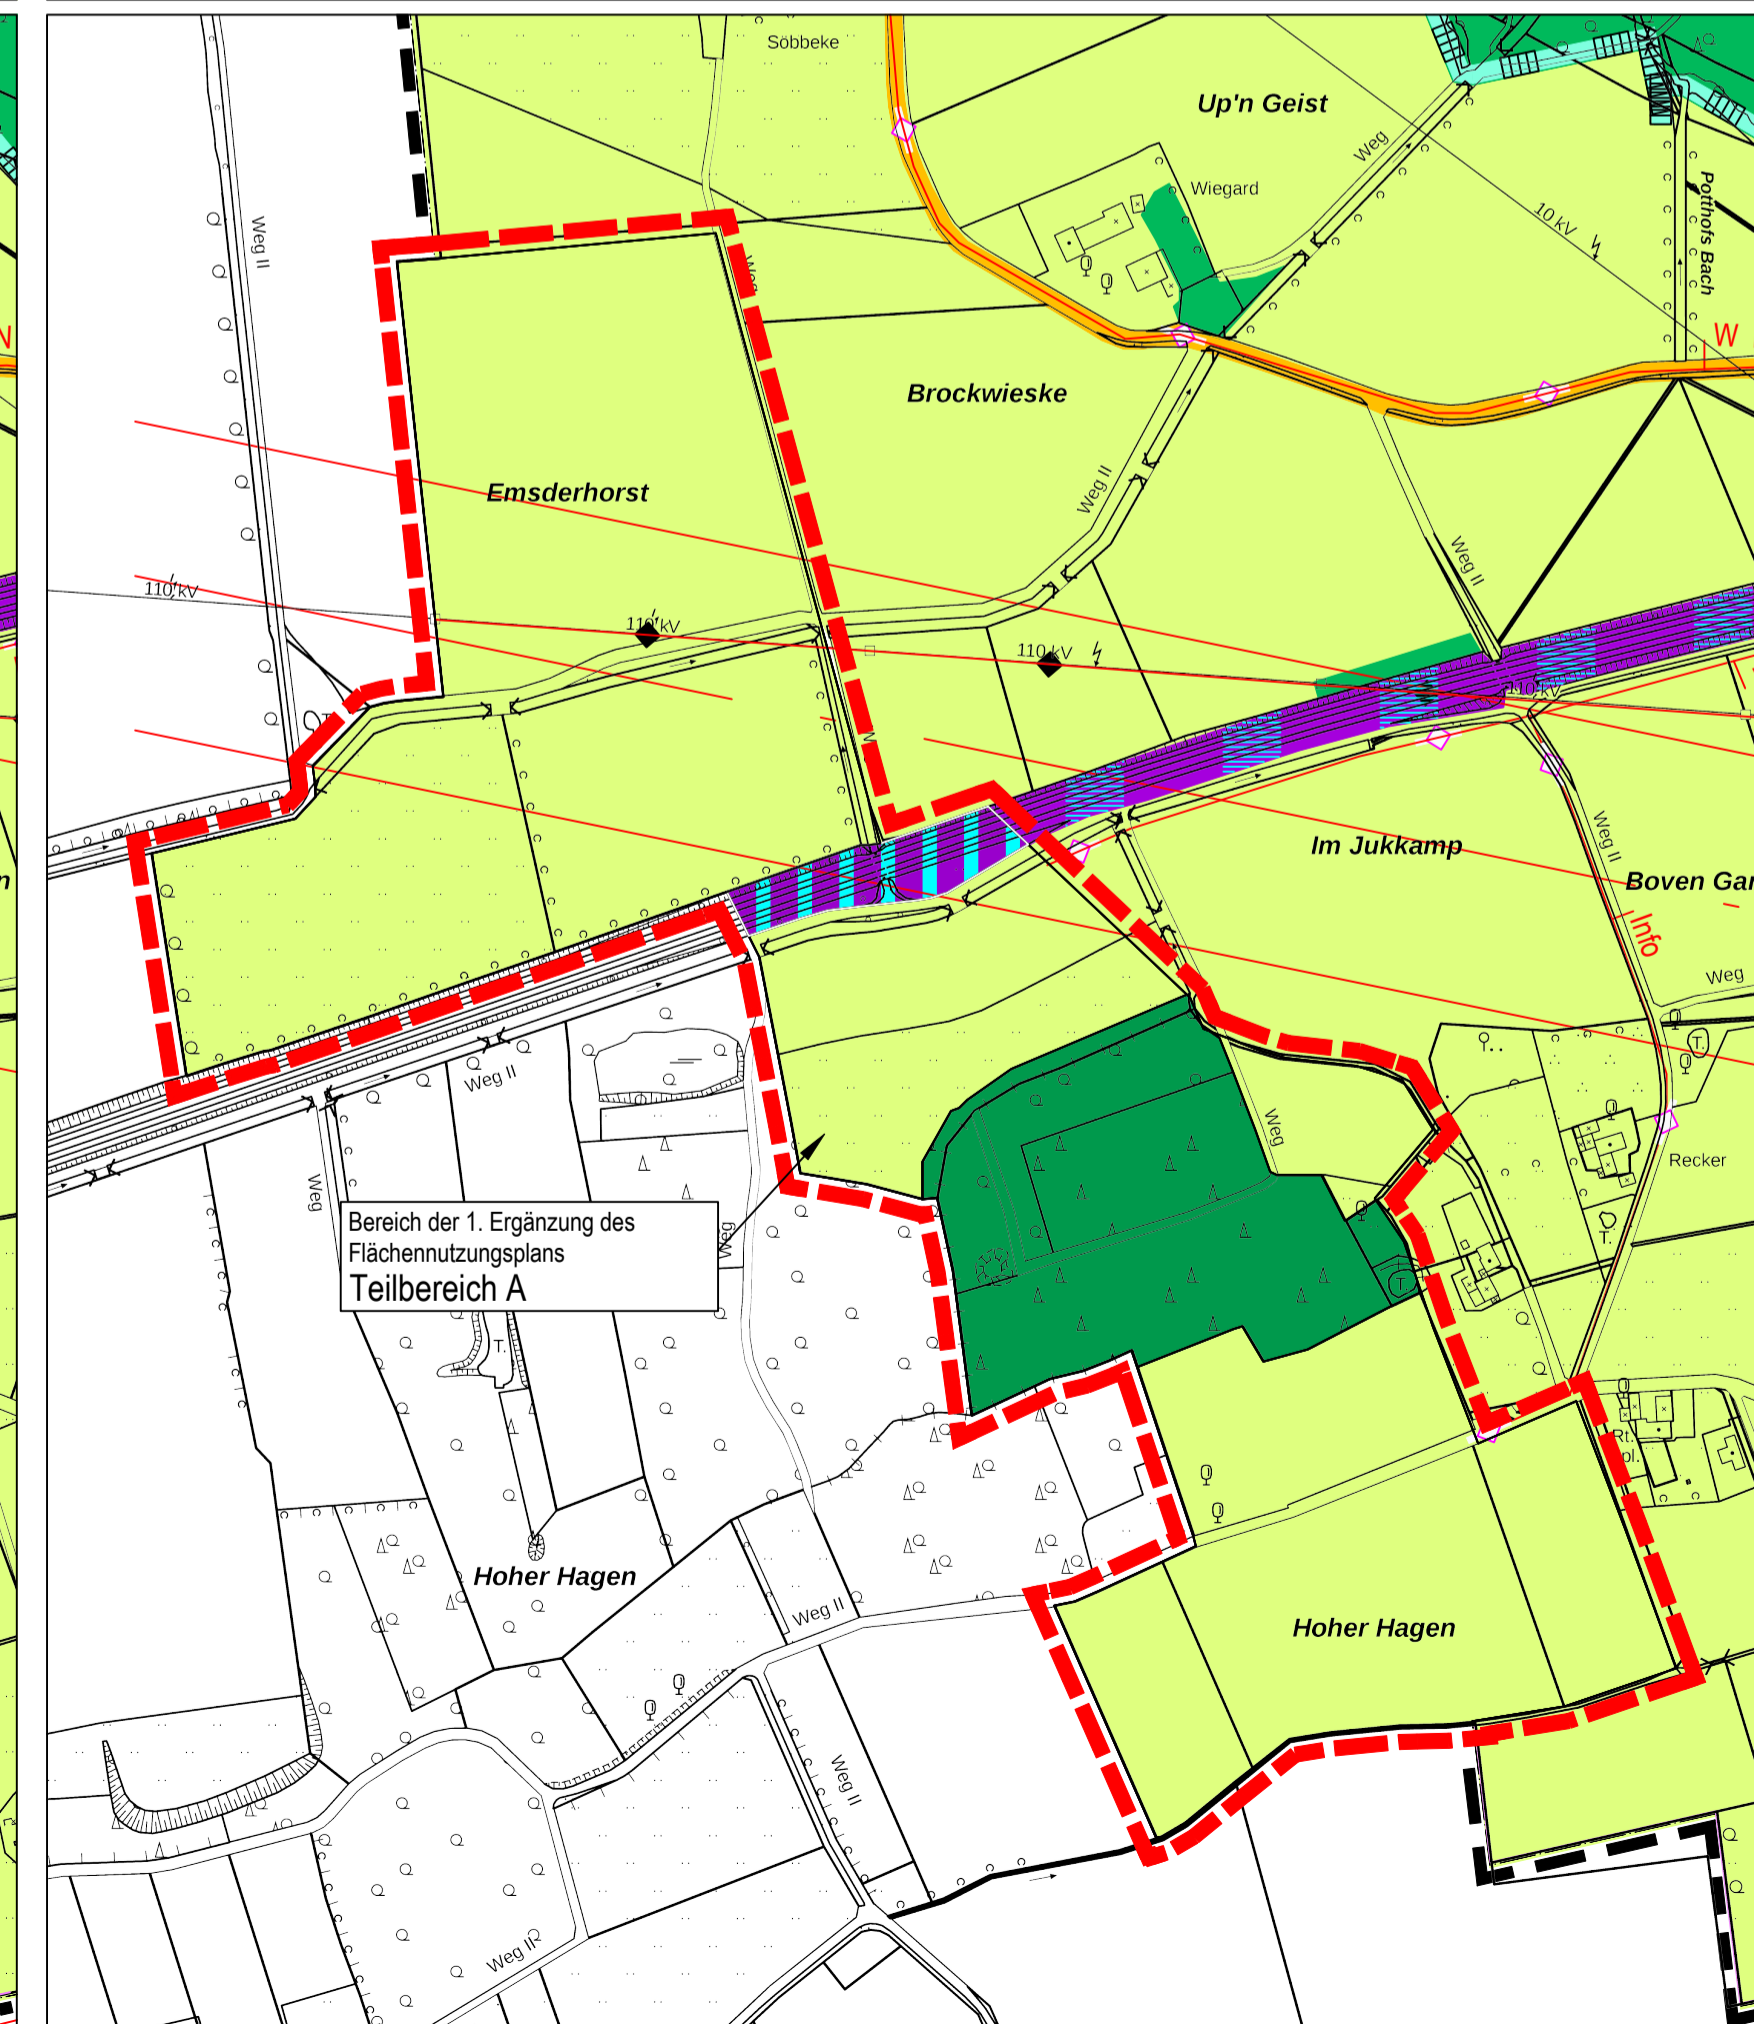 Söbbeke
Up'n Geist
Weg
Wiegard
10 kV
Potthofs Bach
Weg II
Weg
N
W
Brockwieske
Emsderhorst
Weg II
Weg II
110 kV
110 kV
110 kV
110 kV
Im Jukkamp
Weg II
Boven Gar
n
Info
Weg
T.
Weg II
Weg
Weg
Recker
T.
T.
Bereich der 1. Ergänzung des
Flächennutzungsplans
Teilbereich A
Weg
T.
Rt.
pl.
Hoher Hagen
Weg II
Hoher Hagen
Weg II
Weg II